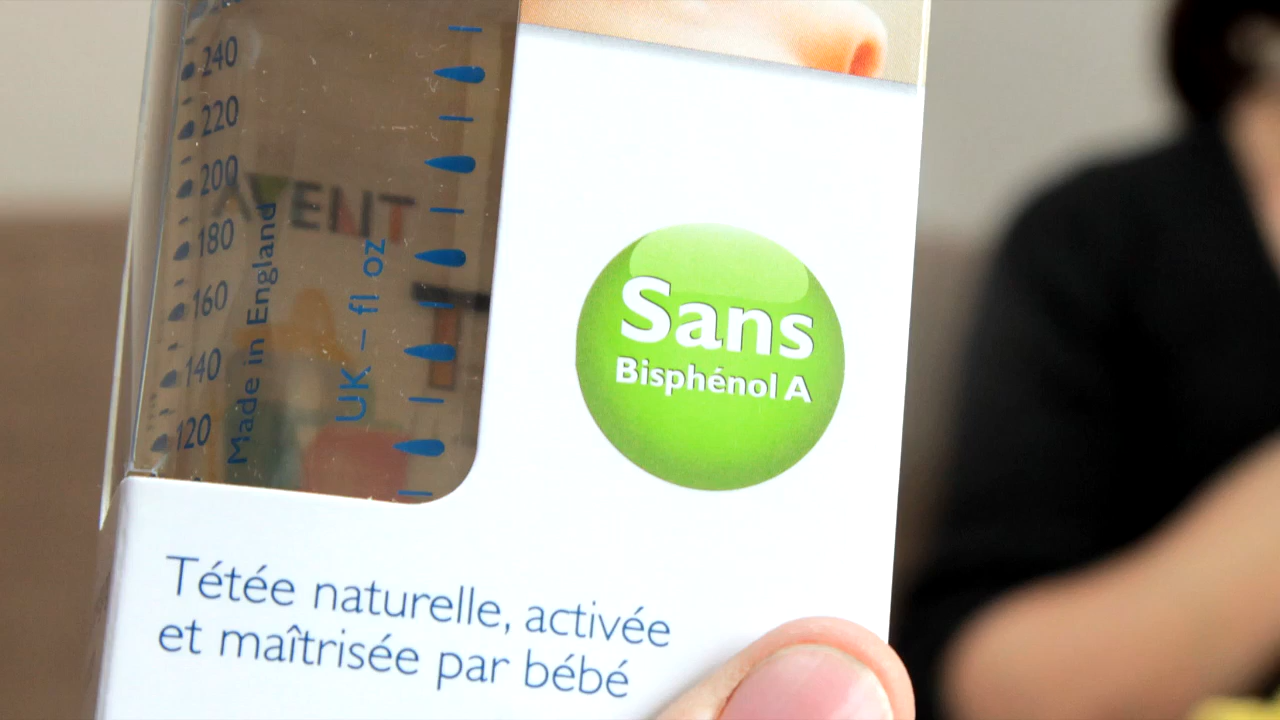 240
220
200
180
160
140
120
Made in England
UK – fl oz
AVENT
Sans
Bisphénol A
Tétée naturelle, activée
et maîtrisée par bébé